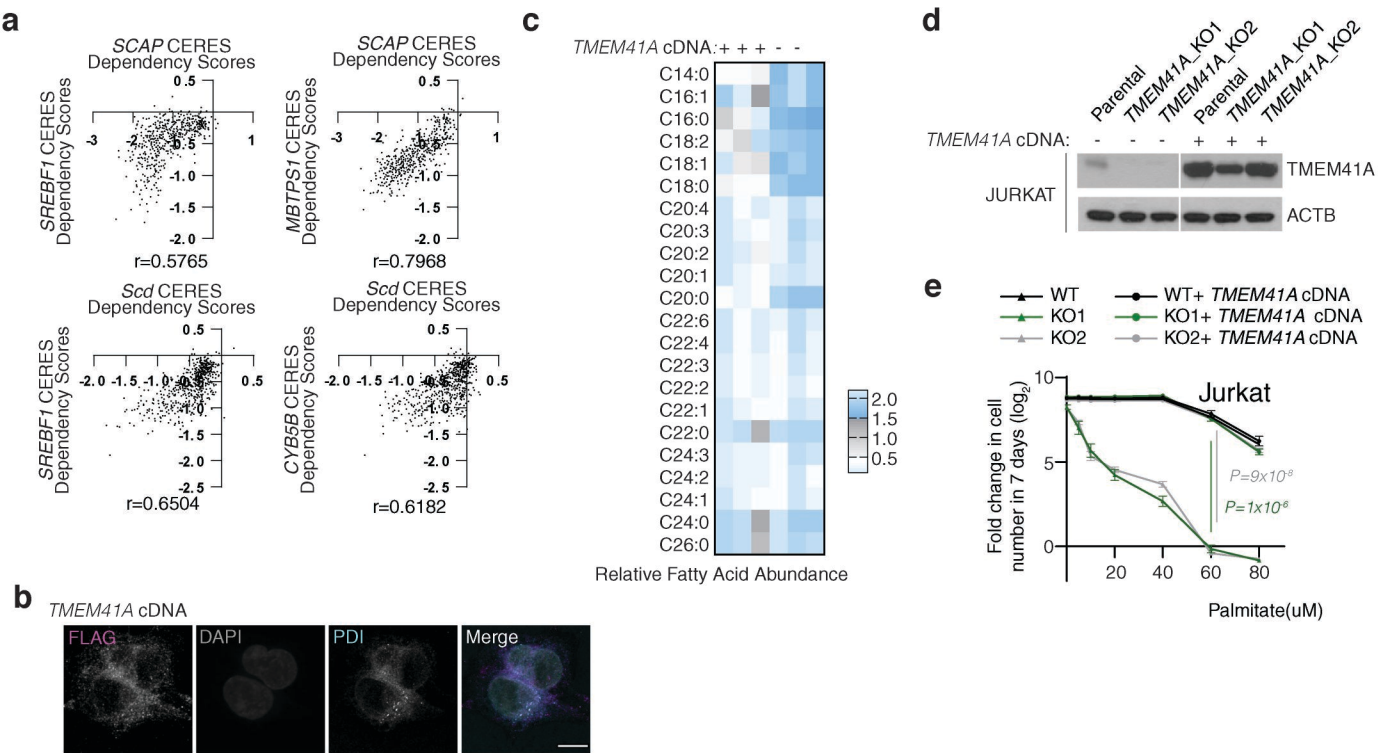 a
SCAP CERES
Dependency Scores
SREBF1 CERES
Dependency Scores
0.5
-3 -2 -1 1
-0.5
-1.0
-1.5
-2.0
r=0.5765
SCAP CERES
Dependency Scores
MBTPS1 CERES
Dependency Scores
0.5
-3 -2 -1 1
-0.5
-1.0
-1.5
-2.0
r=0.7968
Scd CERES
Dependency Scores
SREBF1 CERES
Dependency Scores
0.5
-2.0 -1.5 -1.0 -0.5 0.5
-0.5
-1.0
-1.5
-2.0
-2.5
r=0.6504
Scd CERES
Dependency Scores
CYB5B CERES
Dependency Scores
0.5
-2.0 -1.5 -1.0 -0.5 0.5
-0.5
-1.0
-1.5
-2.0
-2.5
r=0.6182
b
TMEM41A cDNA
FLAG
DAPI
PDI
Merge
c
TMEM41A cDNA: + + + - -
C14:0
C16:1
C16:0
C18:2
C18:1
C18:0
C20:4
C20:3
C20:2
C20:1
C20:0
C22:6
C22:4
C22:3
C22:2
C22:1
C22:0
C24:3
C24:2
C24:1
C24:0
C26:0
Relative Fatty Acid Abundance
2.0
1.5
1.0
0.5
d
Parental
TMEM41A_KO1
TMEM41A_KO2
Parental
TMEM41A_KO1
TMEM41A_KO2
TMEM41A cDNA: - - - + + +
JURKAT
TMEM41A
ACTB
e
WT
KO1
KO2
WT+ TMEM41A cDNA
KO1+ TMEM41A cDNA
KO2+ TMEM41A cDNA
Jurkat
Fold change in cell
number in 7 days (log2)
10
5
0
P=9x10-8
P=1x10-6
20 40 60 80
Palmitate(uM)